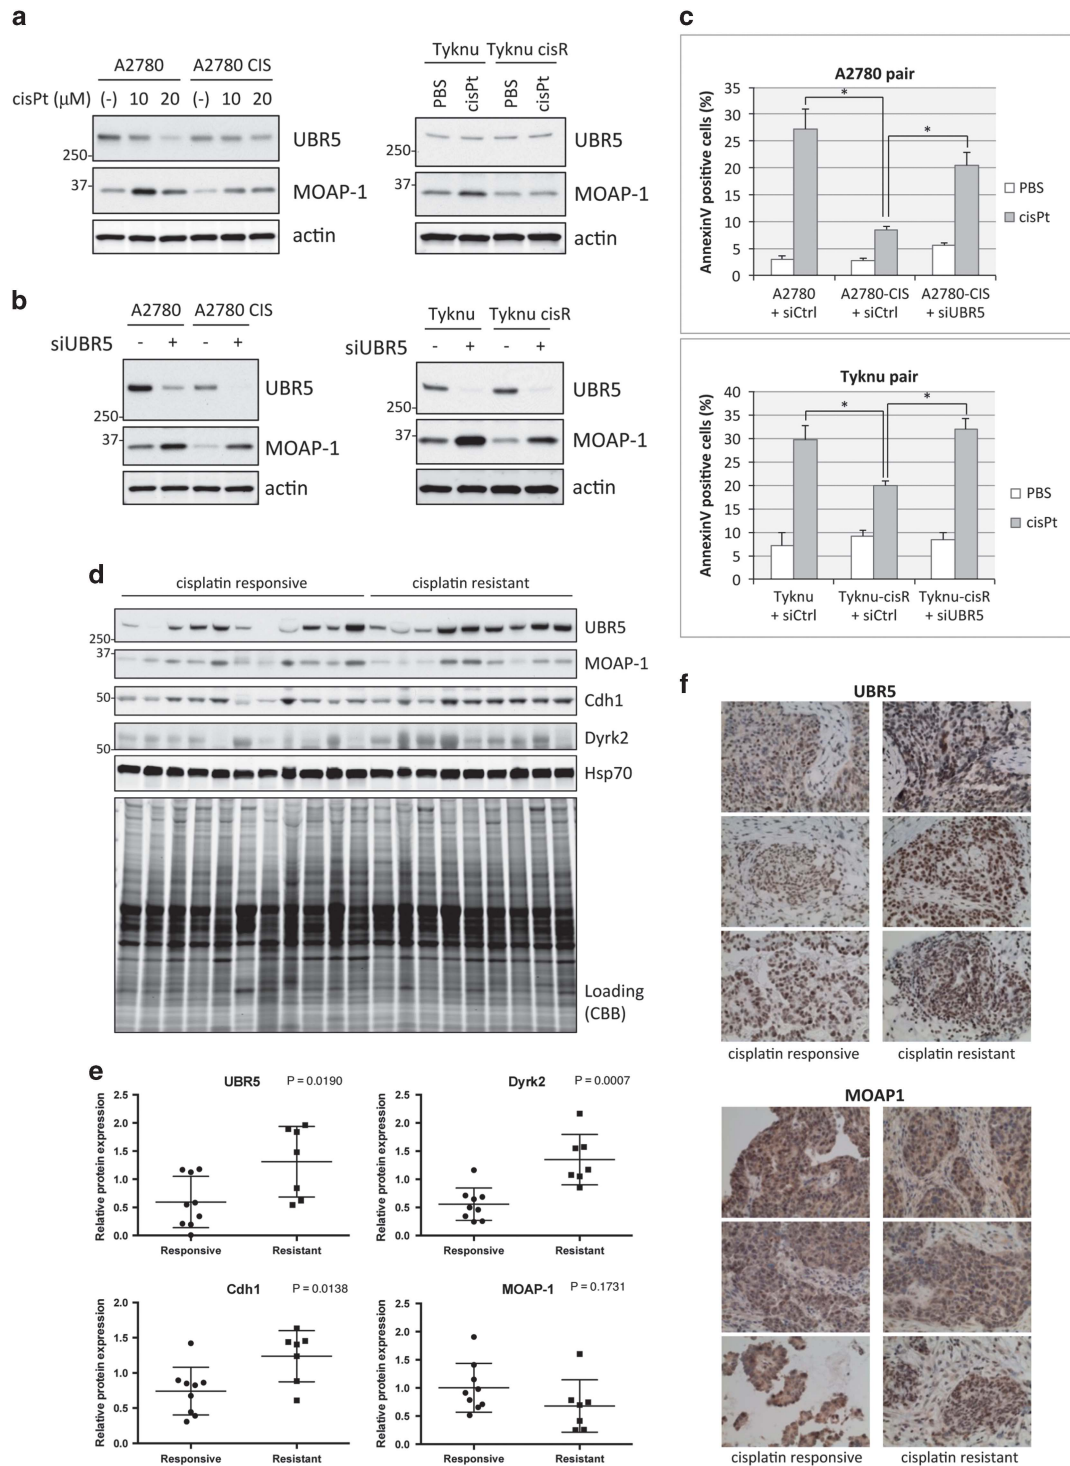 a
A2780 A2780 CIS
cisPt (μM) (-) 10 20 (-) 10 20
UBR5
250
37
MOAP-1
actin
Tyknu Tyknu cisR
PBS cisPt PBS cisPt
UBR5
250
37
MOAP-1
actin
b
A2780 A2780 CIS
siUBR5 - + - +
UBR5
250
37
MOAP-1
actin
Tyknu Tyknu cisR
siUBR5 - + - +
UBR5
250
37
MOAP-1
actin
c
A2780 pair
AnnexinV positive cells (%)
35
30
25
20
15
10
5
0
*
*
PBS
cisPt
A2780 A2780-CIS A2780-CIS
+ siCtrl + siCtrl + siUBR5
Tyknu pair
AnnexinV positive cells (%)
40
35
30
25
20
15
10
5
0
*
*
PBS
cisPt
Tyknu Tyknu-cisR Tyknu-cisR
+ siCtrl + siCtrl + siUBR5
d
cisplatin responsive cisplatin resistant
UBR5
250
37
MOAP-1
50
Cdh1
Dyrk2
50
Hsp70
Loading
(CBB)
e
UBR5 P = 0.0190
Relative protein expression
2.5
2.0
1.5
1.0
0.5
0.0
Responsive Resistant
Dyrk2 P = 0.0007
Relative protein expression
2.5
2.0
1.5
1.0
0.5
0.0
Responsive Resistant
Cdh1 P = 0.0138
Relative protein expression
2.0
1.5
1.0
0.5
0.0
Responsive Resistant
MOAP-1 P = 0.1731
Relative protein expression
2.5
2.0
1.5
1.0
0.5
0.0
Responsive Resistant
f
UBR5
cisplatin responsive cisplatin resistant
MOAP1
cisplatin responsive cisplatin resistant